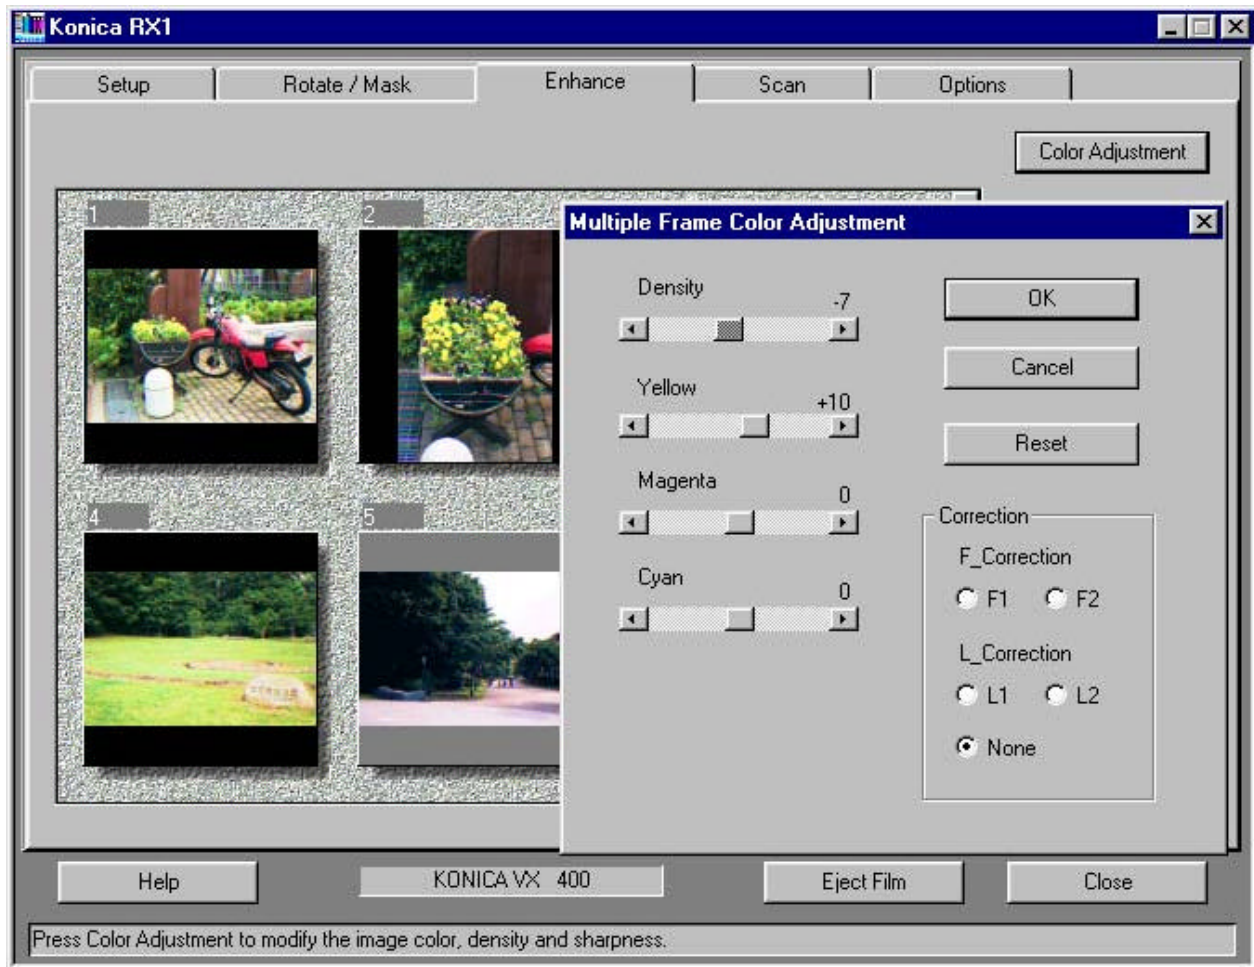 Konica RX1
Setup
Rotate / Mask
Enhance
Scan
Options
Color Adjustment
1
2
4
5
Multiple Frame Color Adjustment
Density
-7
Yellow
+10
Magenta
0
Cyan
0
OK
Cancel
Reset
Correction
F_Correction
F1
F2
L_Correction
L1
L2
None
Help
KONICA VX 400
Eject Film
Close
Press Color Adjustment to modify the image color, density and sharpness.